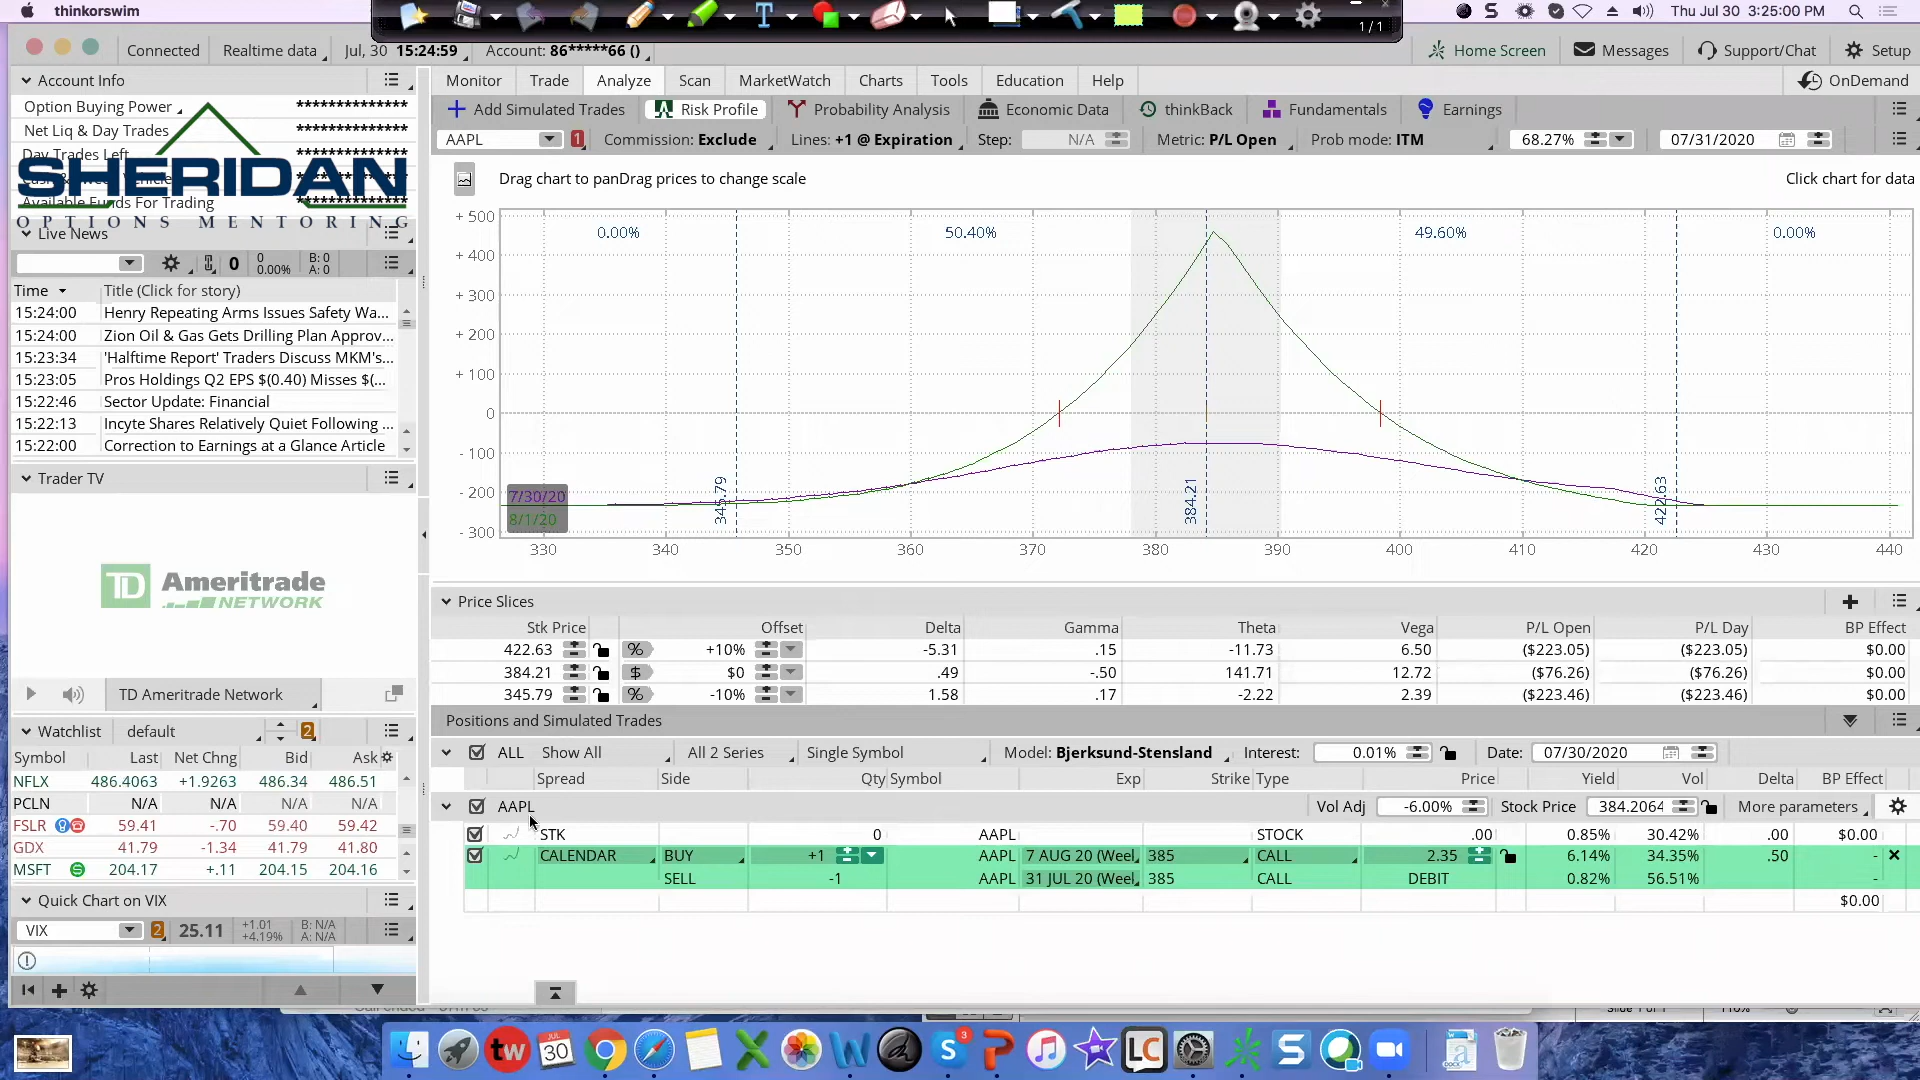 thinkorswim
1 / 1
Thu Jul 30 3:25:00 PM
Connected
Realtime data
Jul, 30 15:24:59
Account: 86*****66 ()
Home Screen
Messages
Support/Chat
Setup
Account Info
Option Buying Power
**************
Net Liq & Day Trades
**************
Day Trades Left
**************
Available Funds For Trading
SHERIDAN
OPTIONS MENTORING
Monitor
Trade
Analyze
Scan
MarketWatch
Charts
Tools
Education
Help
OnDemand
Add Simulated Trades
Risk Profile
Probability Analysis
Economic Data
thinkBack
Fundamentals
Earnings
AAPL
1
Commission: Exclude
Lines: +1 @ Expiration
Step:
N/A
Metric: P/L Open
Prob mode: ITM
68.27%
07/31/2020
Drag chart to panDrag prices to change scale
Click chart for data
0.00%
50.40%
49.60%
0.00%
+ 500
+ 400
+ 300
+ 200
+ 100
0
- 100
- 200
- 300
7/30/20
8/1/20
345.79
384.21
422.63
330 340 350 360 370 380 390 400 410 420 430 440
Live News
0
0 0.00%
B: 0 A: 0
Time
Title (Click for story)
15:24:00 Henry Repeating Arms Issues Safety Wa...
15:24:00 Zion Oil & Gas Gets Drilling Plan Approv...
15:23:34 'Halftime Report' Traders Discuss MKM's...
15:23:05 Pros Holdings Q2 EPS $(0.40) Misses $(...
15:22:46 Sector Update: Financial
15:22:13 Incyte Shares Relatively Quiet Following ...
15:22:00 Correction to Earnings at a Glance Article
Trader TV
TD Ameritrade
NETWORK
TD Ameritrade Network
Price Slices
Stk Price Offset Delta Gamma Theta Vega P/L Open P/L Day BP Effect
422.63 % +10% -5.31 .15 -11.73 6.50 ($223.05) ($223.05) $0.00
384.21 $ $0 .49 -.50 141.71 12.72 ($76.26) ($76.26) $0.00
345.79 % -10% 1.58 .17 -2.22 2.39 ($223.46) ($223.46) $0.00
Positions and Simulated Trades
ALL Show All All 2 Series Single Symbol Model: Bjerksund-Stensland Interest: 0.01% Date: 07/30/2020
Spread Side Qty Symbol Exp Strike Type Price Yield Vol Delta BP Effect
AAPL Vol Adj -6.00% Stock Price 384.2064 More parameters
STK 0 AAPL STOCK .00 0.85% 30.42% .00 $0.00
CALENDAR BUY +1 AAPL 7 AUG 20 (Weel 385 CALL 2.35 6.14% 34.35% .50 -
SELL -1 AAPL 31 JUL 20 (Weel 385 CALL DEBIT 0.82% 56.51% -
$0.00
Watchlist default 2
Symbol Last Net Chng Bid Ask
NFLX 486.4063 +1.9263 486.34 486.51
PCLN N/A N/A N/A N/A
FSLR 59.41 -.70 59.40 59.42
GDX 41.79 -1.34 41.79 41.80
MSFT 204.17 +.11 204.15 204.16
Quick Chart on VIX
VIX 2 25.11 +1.01 +4.19% B: N/A A: N/A
tw
JUL 30
3
LC